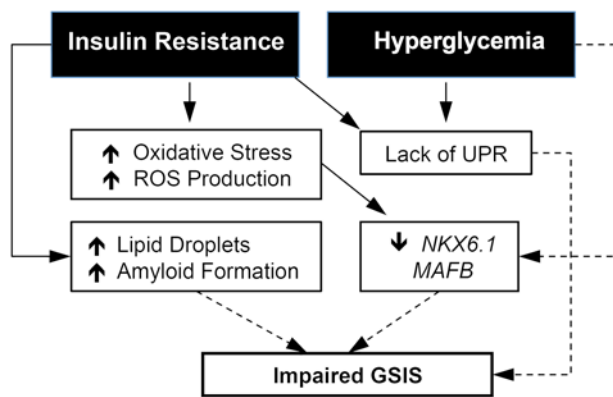 Insulin Resistance
Hyperglycemia
↑ Oxidative Stress
↑ ROS Production
Lack of UPR
↑ Lipid Droplets
↑ Amyloid Formation
↓ NKX6.1
MAFB
Impaired GSIS